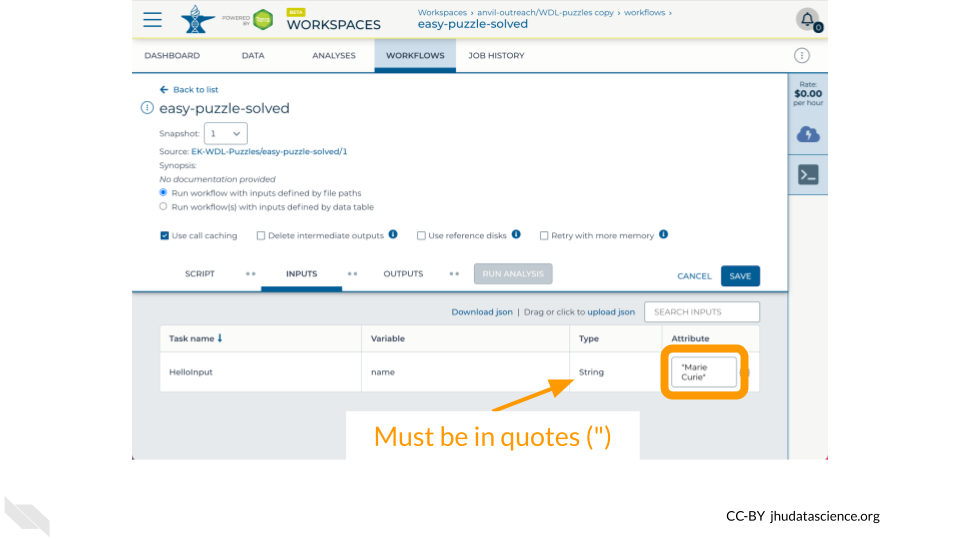 POWERED BY Terra
BETA
WORKSPACES
Workspaces › anvil-outreach/WDL-puzzles copy › workflows ›
easy-puzzle-solved
0
DASHBOARD DATA ANALYSES WORKFLOWS JOB HISTORY
Rate:
$0.00
per hour
Back to list
easy-puzzle-solved
Snapshot: 1
Source: EK-WDL-Puzzles/easy-puzzle-solved/1
Synopsis:
No documentation provided
Run workflow with inputs defined by file paths
Run workflow(s) with inputs defined by data table
Use call caching Delete intermediate outputs Use reference disks Retry with more memory
SCRIPT INPUTS OUTPUTS RUN ANALYSIS CANCEL SAVE
Download json | Drag or click to upload json SEARCH INPUTS
Task name Variable Type Attribute
HelloInput name String "Marie
Curie"
Must be in quotes (")
CC-BY jhudatascience.org